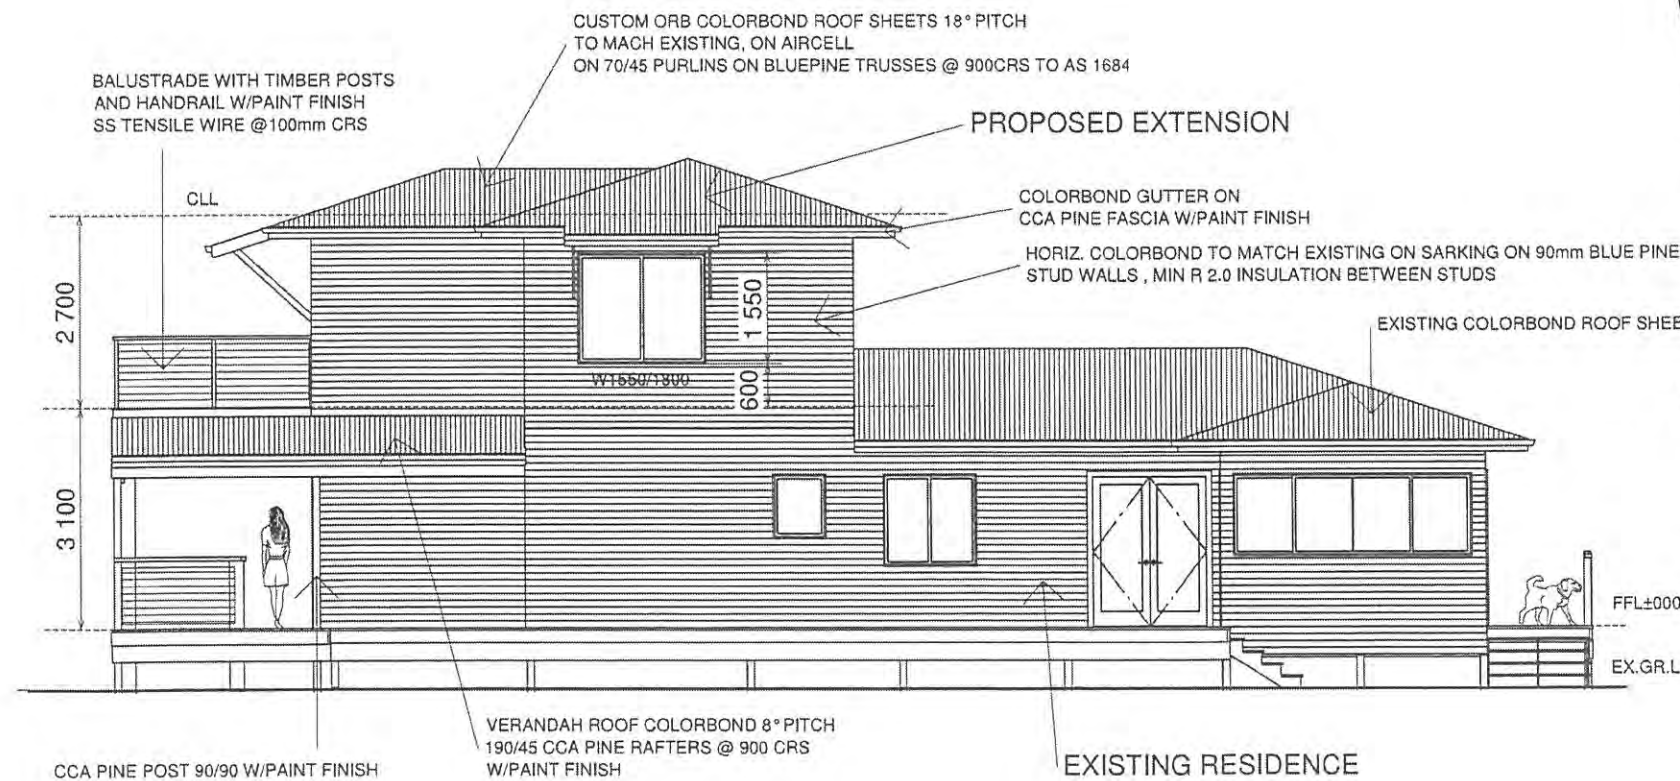 CUSTOM ORB COLORBOND ROOF SHEETS 18° PITCH
TO MACH EXISTING, ON AIRCELL
ON 70/45 PURLINS ON BLUEPINE TRUSSES @ 900CRS TO AS 1684
BALUSTRADE WITH TIMBER POSTS
AND HANDRAIL W/PAINT FINISH
SS TENSILE WIRE @100mm CRS
PROPOSED EXTENSION
CLL
COLORBOND GUTTER ON
CCA PINE FASCIA W/PAINT FINISH
HORIZ. COLORBOND TO MATCH EXISTING ON SARKING ON 90mm BLUE PINE
STUD WALLS , MIN R 2.0 INSULATION BETWEEN STUDS
2 700
1 550
EXISTING COLORBOND ROOF SHEE
W1550/1800
600
3 100
FFL±000
EX.GR.L
VERANDAH ROOF COLORBOND 8° PITCH
190/45 CCA PINE RAFTERS @ 900 CRS
W/PAINT FINISH
CCA PINE POST 90/90 W/PAINT FINISH
EXISTING RESIDENCE